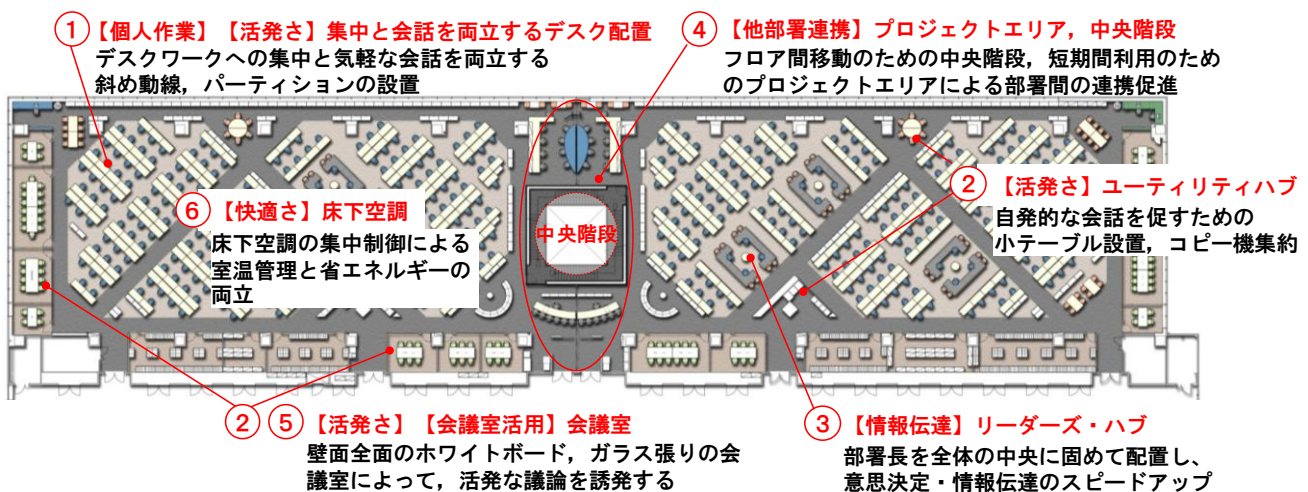 ① 【個人作業】【活発さ】集中と会話を両立するデスク配置
デスクワークへの集中と気軽な会話を両立する
斜め動線，パーティションの設置
④ 【他部署連携】プロジェクトエリア，中央階段
フロア間移動のための中央階段，短期間利用のため
のプロジェクトエリアによる部署間の連携促進
② 【活発さ】ユーティリティハブ
自発的な会話を促すための
小テーブル設置，コピー機集約
⑥ 【快適さ】床下空調
床下空調の集中制御による
室温管理と省エネルギーの
両立
中央階段
② ⑤ 【活発さ】【会議室活用】会議室
壁面全面のホワイトボード，ガラス張りの会
議室によって，活発な議論を誘発する
③ 【情報伝達】リーダーズ・ハブ
部署長を全体の中央に固めて配置し、
意思決定・情報伝達のスピードアップ